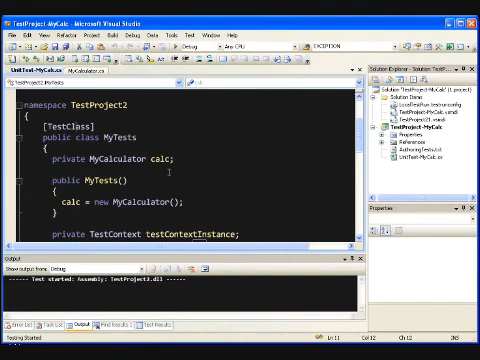 TestProject MyCalc - Microsoft Visual Studio
File Edit View Refactor Project Build Debug Data Tools Test Window Help
Debug Any CPU EXCEPTION
UnitTest-MyCalc.cs MyCalculator.cs
TestProject2.MyTests calc
namespace TestProject2
{
[TestClass]
public class MyTests
{
private MyCalculator calc;
public MyTests()
{
calc = new MyCalculator();
}
private TestContext testContextInstance;
Output
Show output from: Debug
------ Test started: Assembly: TestProject2.dll ------
Error List Task List Output Find Results 1 Test Results
Testing Started Ln 11 Col 12 Ch 12 INS
Solution Explorer - TestProject-M...
Solution 'TestProject-MyCalc' (1 project)
Solution Items
LocalTestRun.testrunconfig
TestProject-MyCalc.vsmdi
TestProject21.vsmdi
TestProject-MyCalc
Properties
References
AuthoringTests.txt
UnitTest-MyCalc.cs
Properties